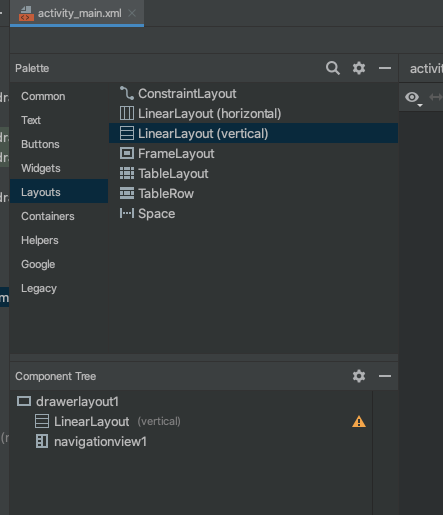 activity_main.xml
Palette
activi
Common
Text
Buttons
Widgets
Layouts
Containers
Helpers
Google
Legacy
ConstraintLayout
LinearLayout (horizontal)
LinearLayout (vertical)
FrameLayout
TableLayout
TableRow
Space
Component Tree
drawerlayout1
LinearLayout (vertical)
navigationview1